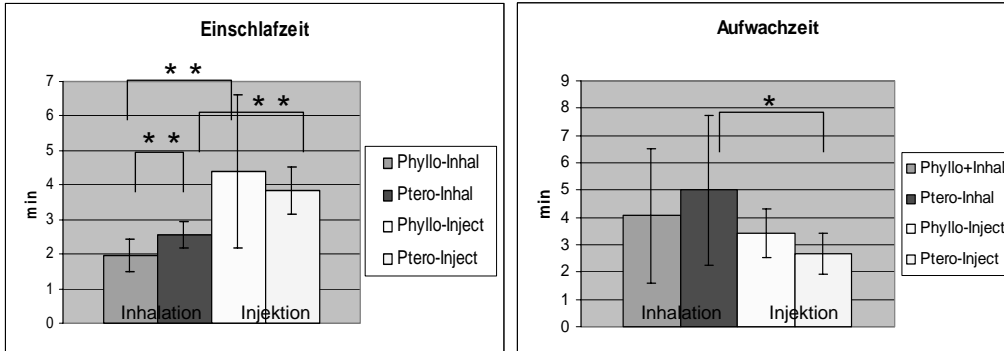 Einschlafzeit
7
6
5
4
3
2
1
0
min
* *
* *
* *
Inhalation Injektion
Phyllo-Inhal
Ptero-Inhal
Phyllo-Inject
Ptero-Inject
Aufwachzeit
9
8
7
6
5
4
3
2
1
0
min
*
Inhalation Injektion
Phyllo+Inhal
Ptero-Inhal
Phyllo-Inject
Ptero-Inject